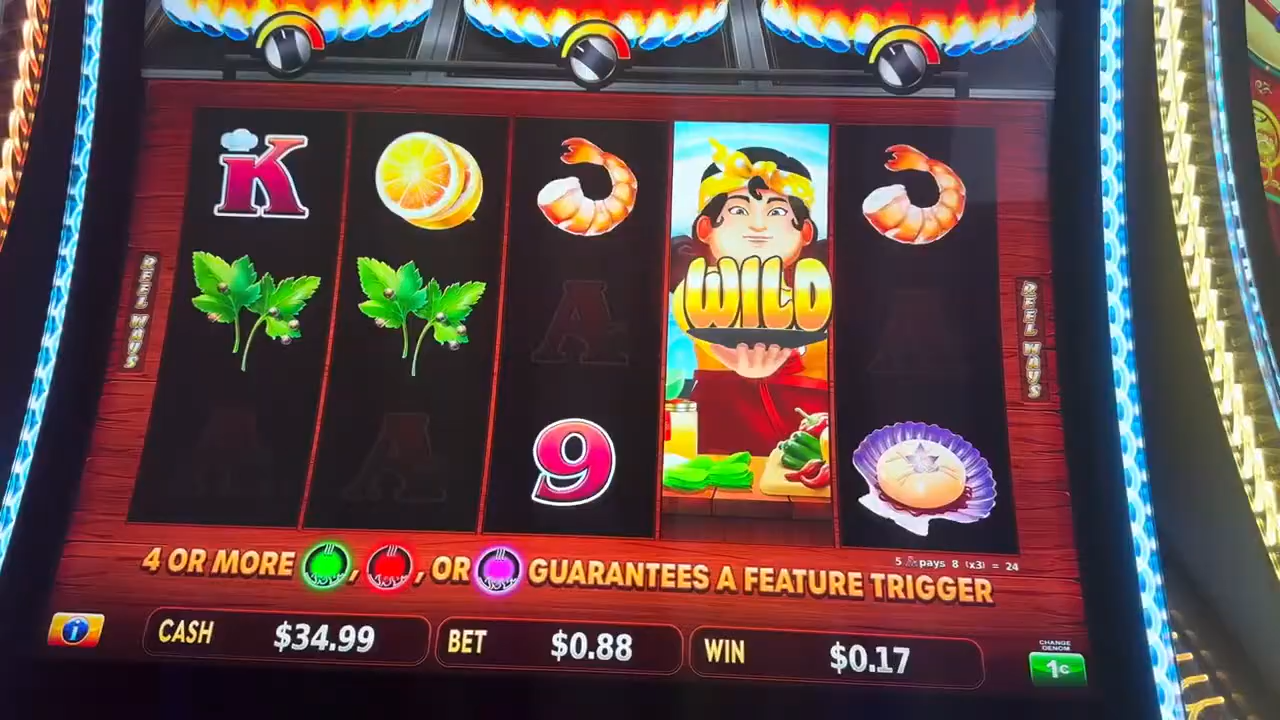 K
WILD
A
A
REEL WAYS
REEL WAYS
A
A
9
4 OR MORE , , OR GUARANTEES A FEATURE TRIGGER
5 A pays 8 (x3) = 24
CASH $34.99
BET $0.88
WIN $0.17
CHANGE DENOM
1¢